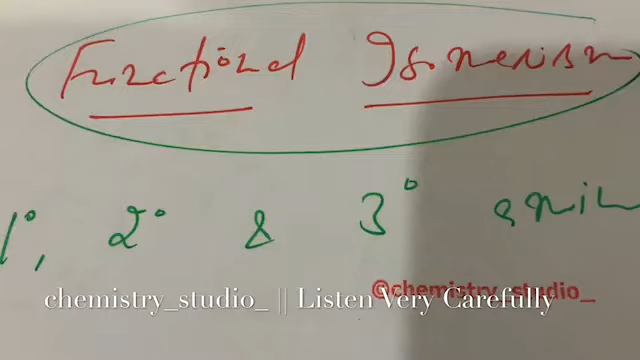 Functional Isomerism
1°, 2° & 3° amin
@chemistry_studio_
chemistry_studio_ || Listen Very Carefully